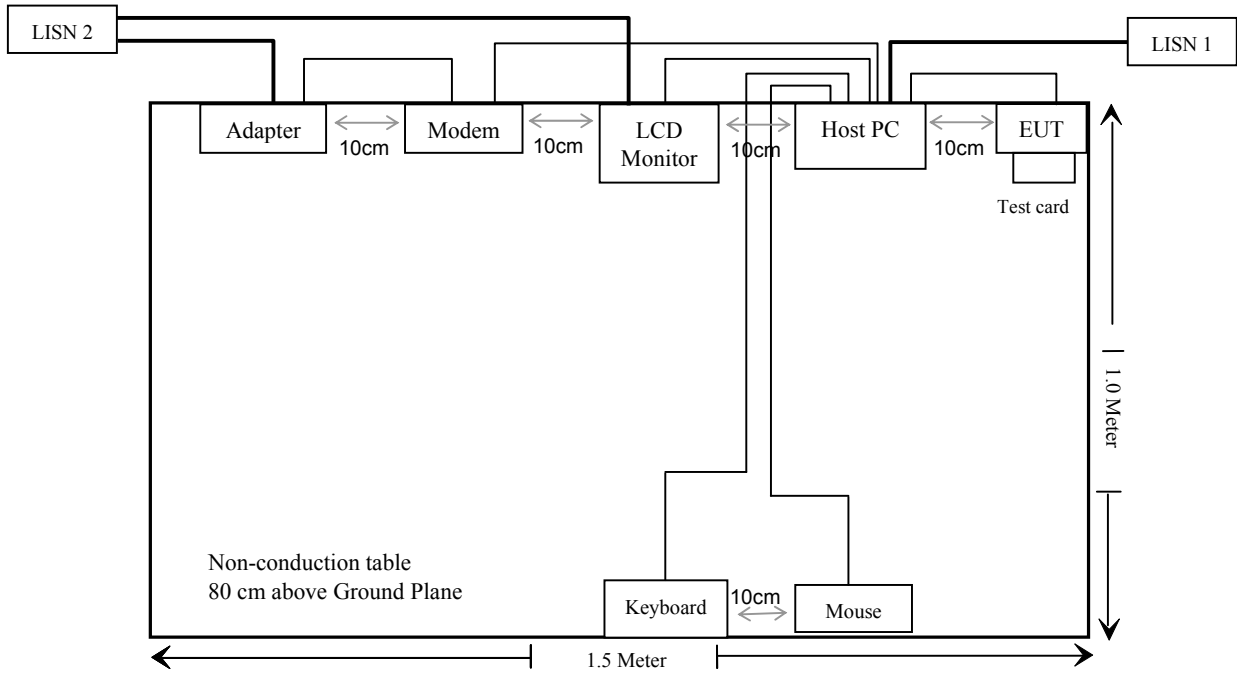 LISN 2
LISN 1
Adapter
10cm
Modem
10cm
LCD
Monitor
10cm
Host PC
10cm
EUT
Test card
1.0 Meter
Non-conduction table
80 cm above Ground Plane
Keyboard
10cm
Mouse
1.5 Meter